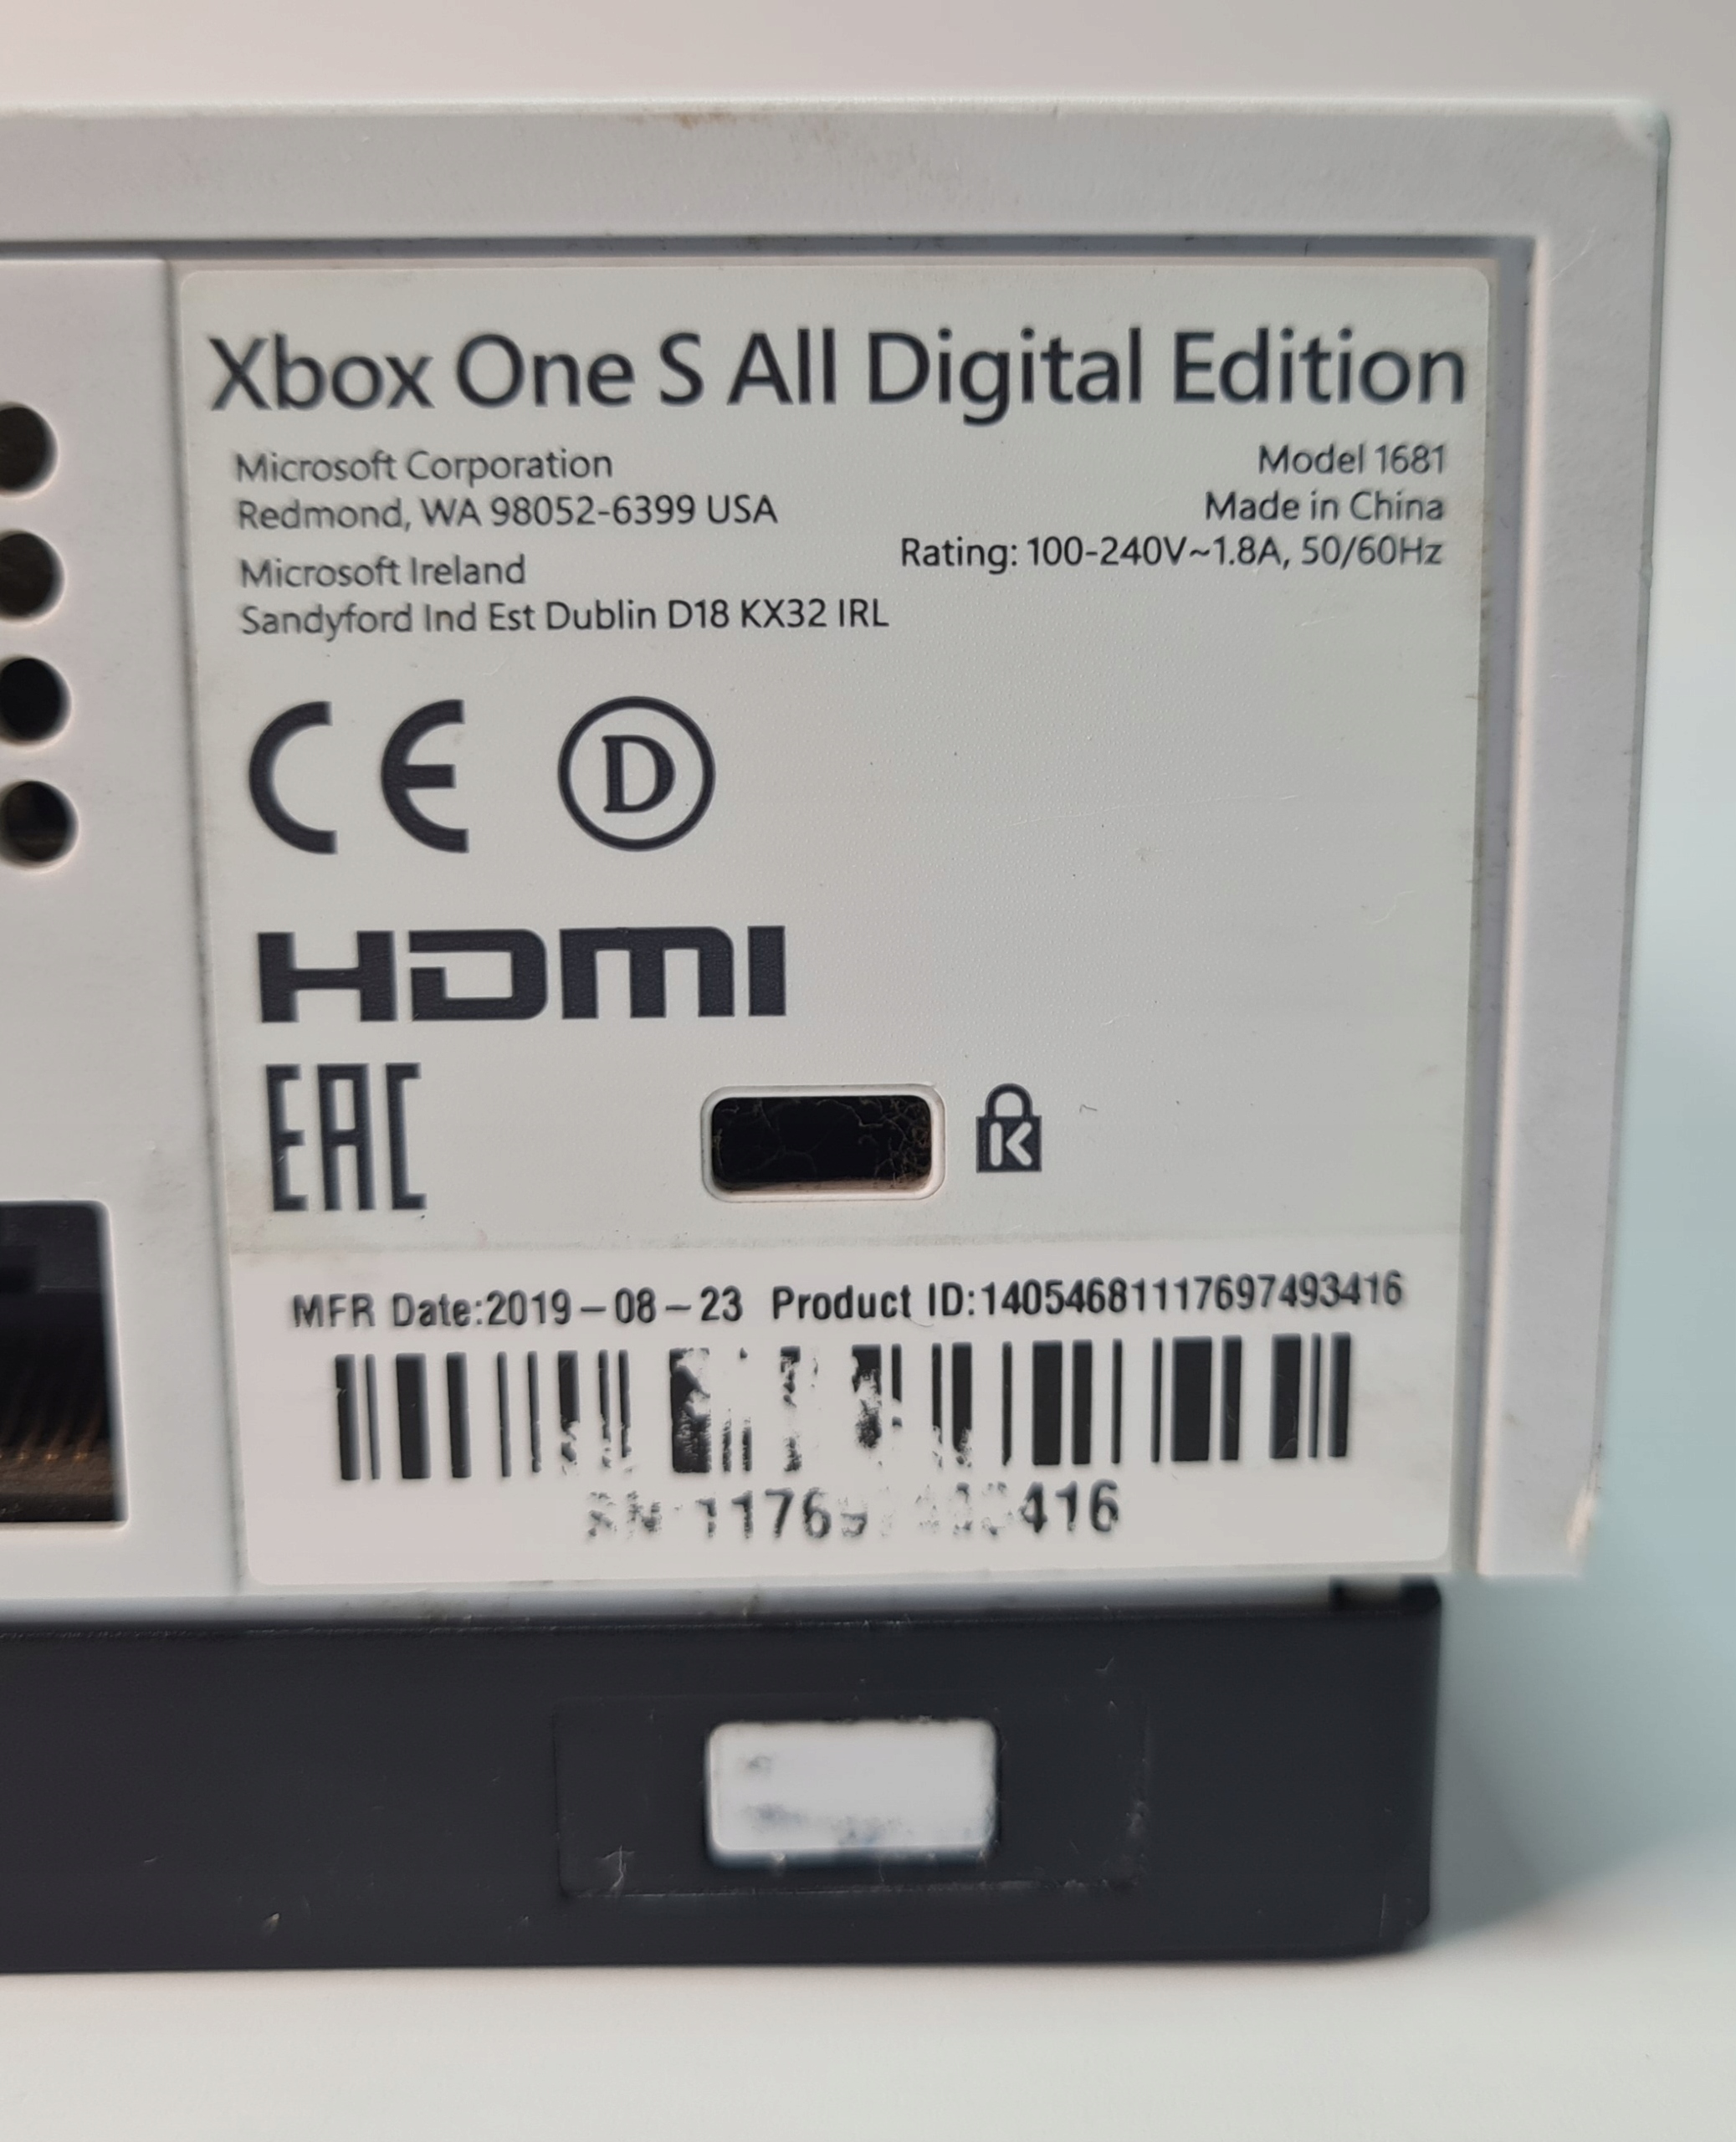 Xbox One S All Digital Edition
Microsoft Corporation
Redmond, WA 98052-6399 USA
Microsoft Ireland
Sandyford Ind Est Dublin D18 KX32 IRL
Model 1681
Made in China
Rating: 100-240V~1.8A, 50/60Hz
CE D
HDMI
EAC
K
MFR Date:2019-08-23 Product ID:14054681117697493416